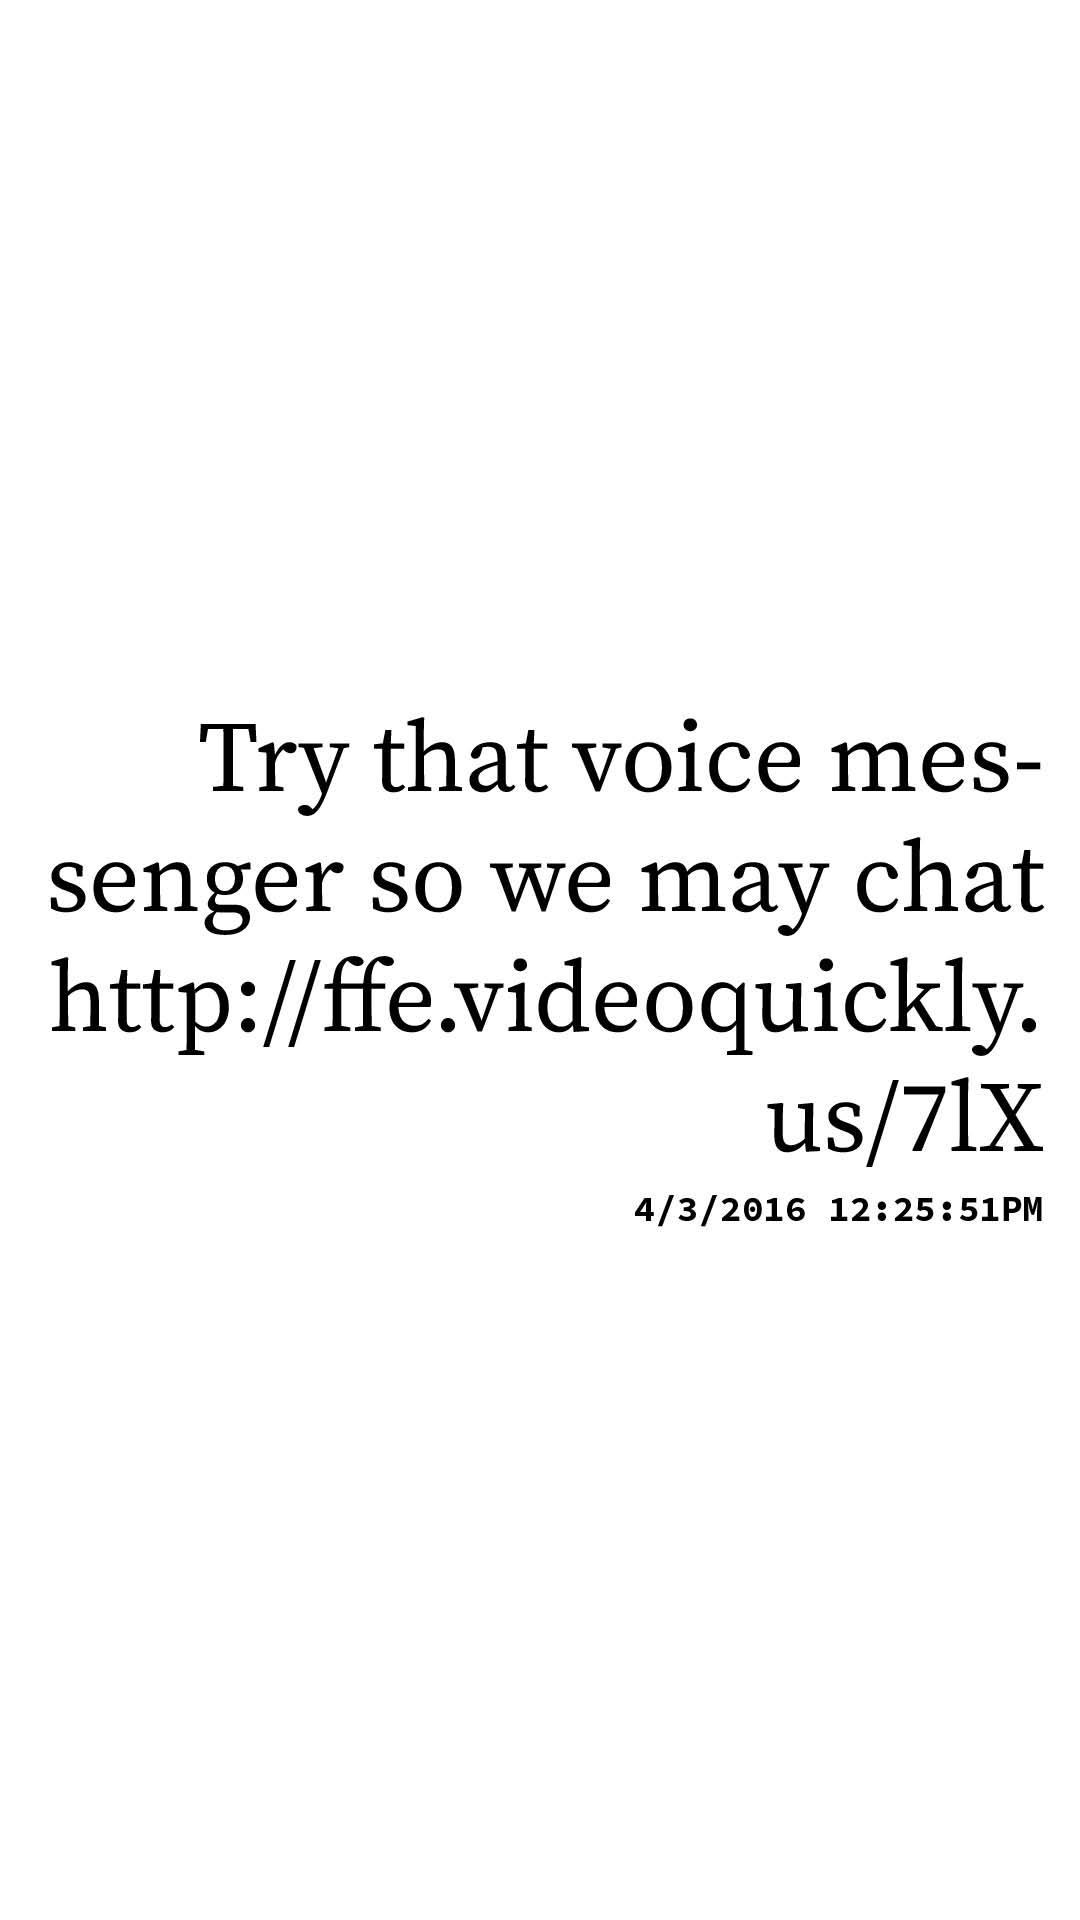 Try that voice mes-
senger so we may chat
http://ffe.videoquickly.
us/7lX
4/3/2016 12:25:51PM